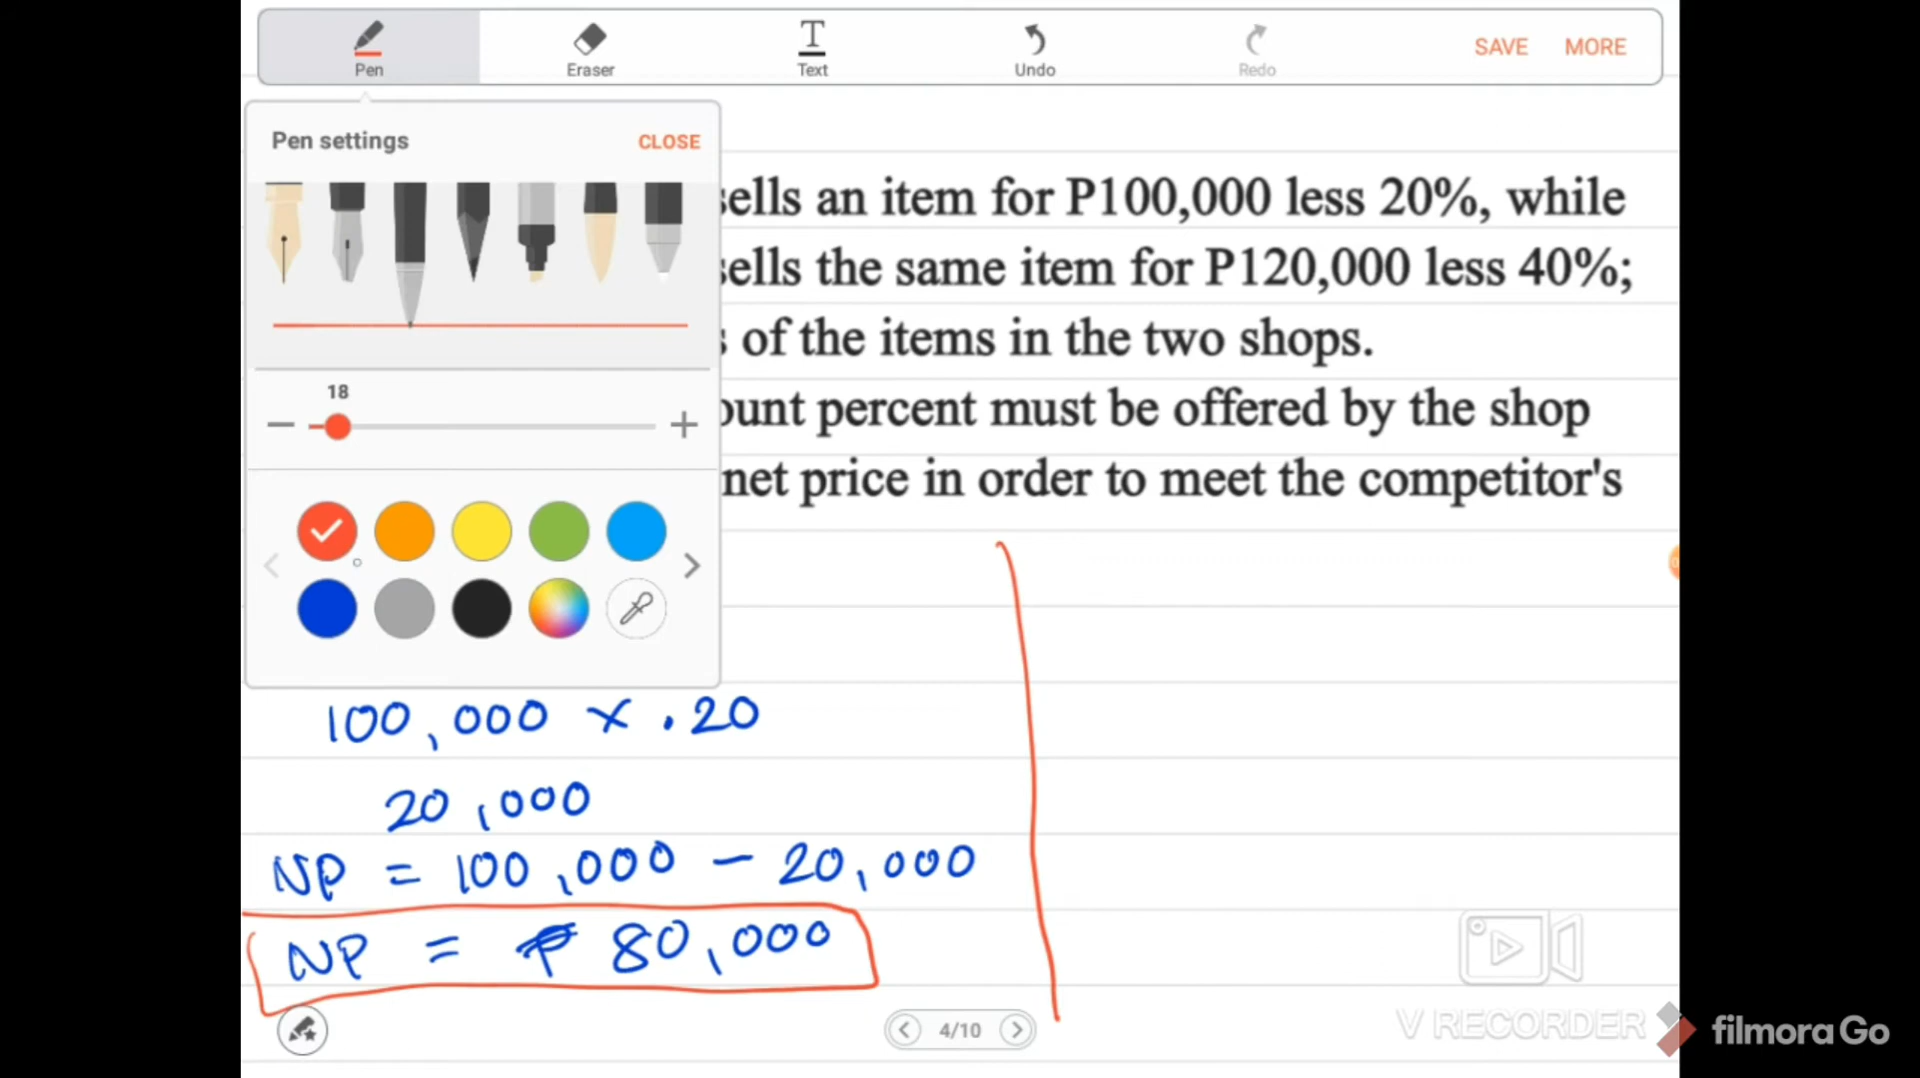 Pen
Eraser
T
Text
Undo
Redo
SAVE
MORE
Pen settings
CLOSE
18
sells an item for P100,000 less 20%, while
sells the same item for P120,000 less 40%;
of the items in the two shops.
percent must be offered by the shop
net price in order to meet the competitor's
100,000 x .20
20,000
NP = 100,000 - 20,000
NP = ₱ 80,000
4/10
V RECORDER
filmora Go